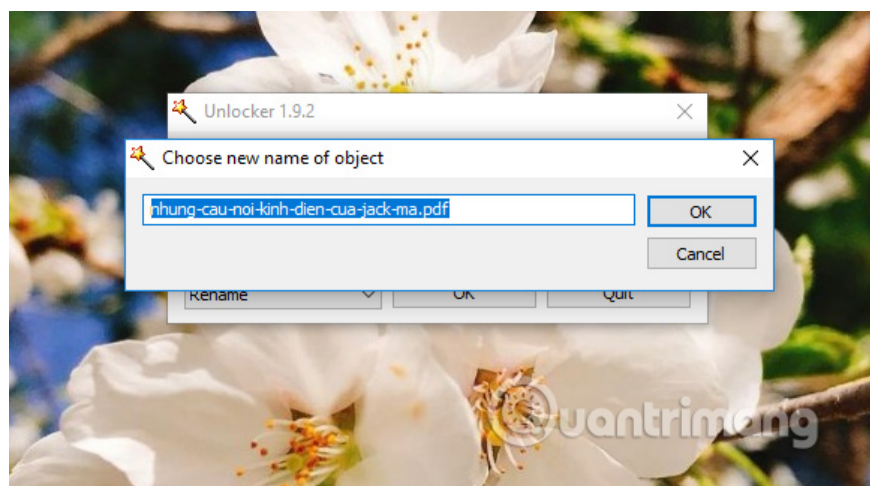 Unlocker 1.9.2
Choose new name of object
nhung-cau-noi-kinh-dien-cua-jack-ma.pdf
OK
Cancel
Rename
OK
Quit
Quantrimang